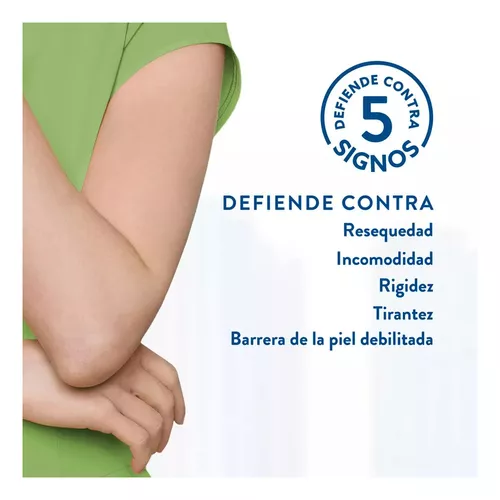 DEFIENDE CONTRA
5
SIGNOS
DEFIENDE CONTRA
Resequedad
Incomodidad
Rigidez
Tirantez
Barrera de la piel debilitada